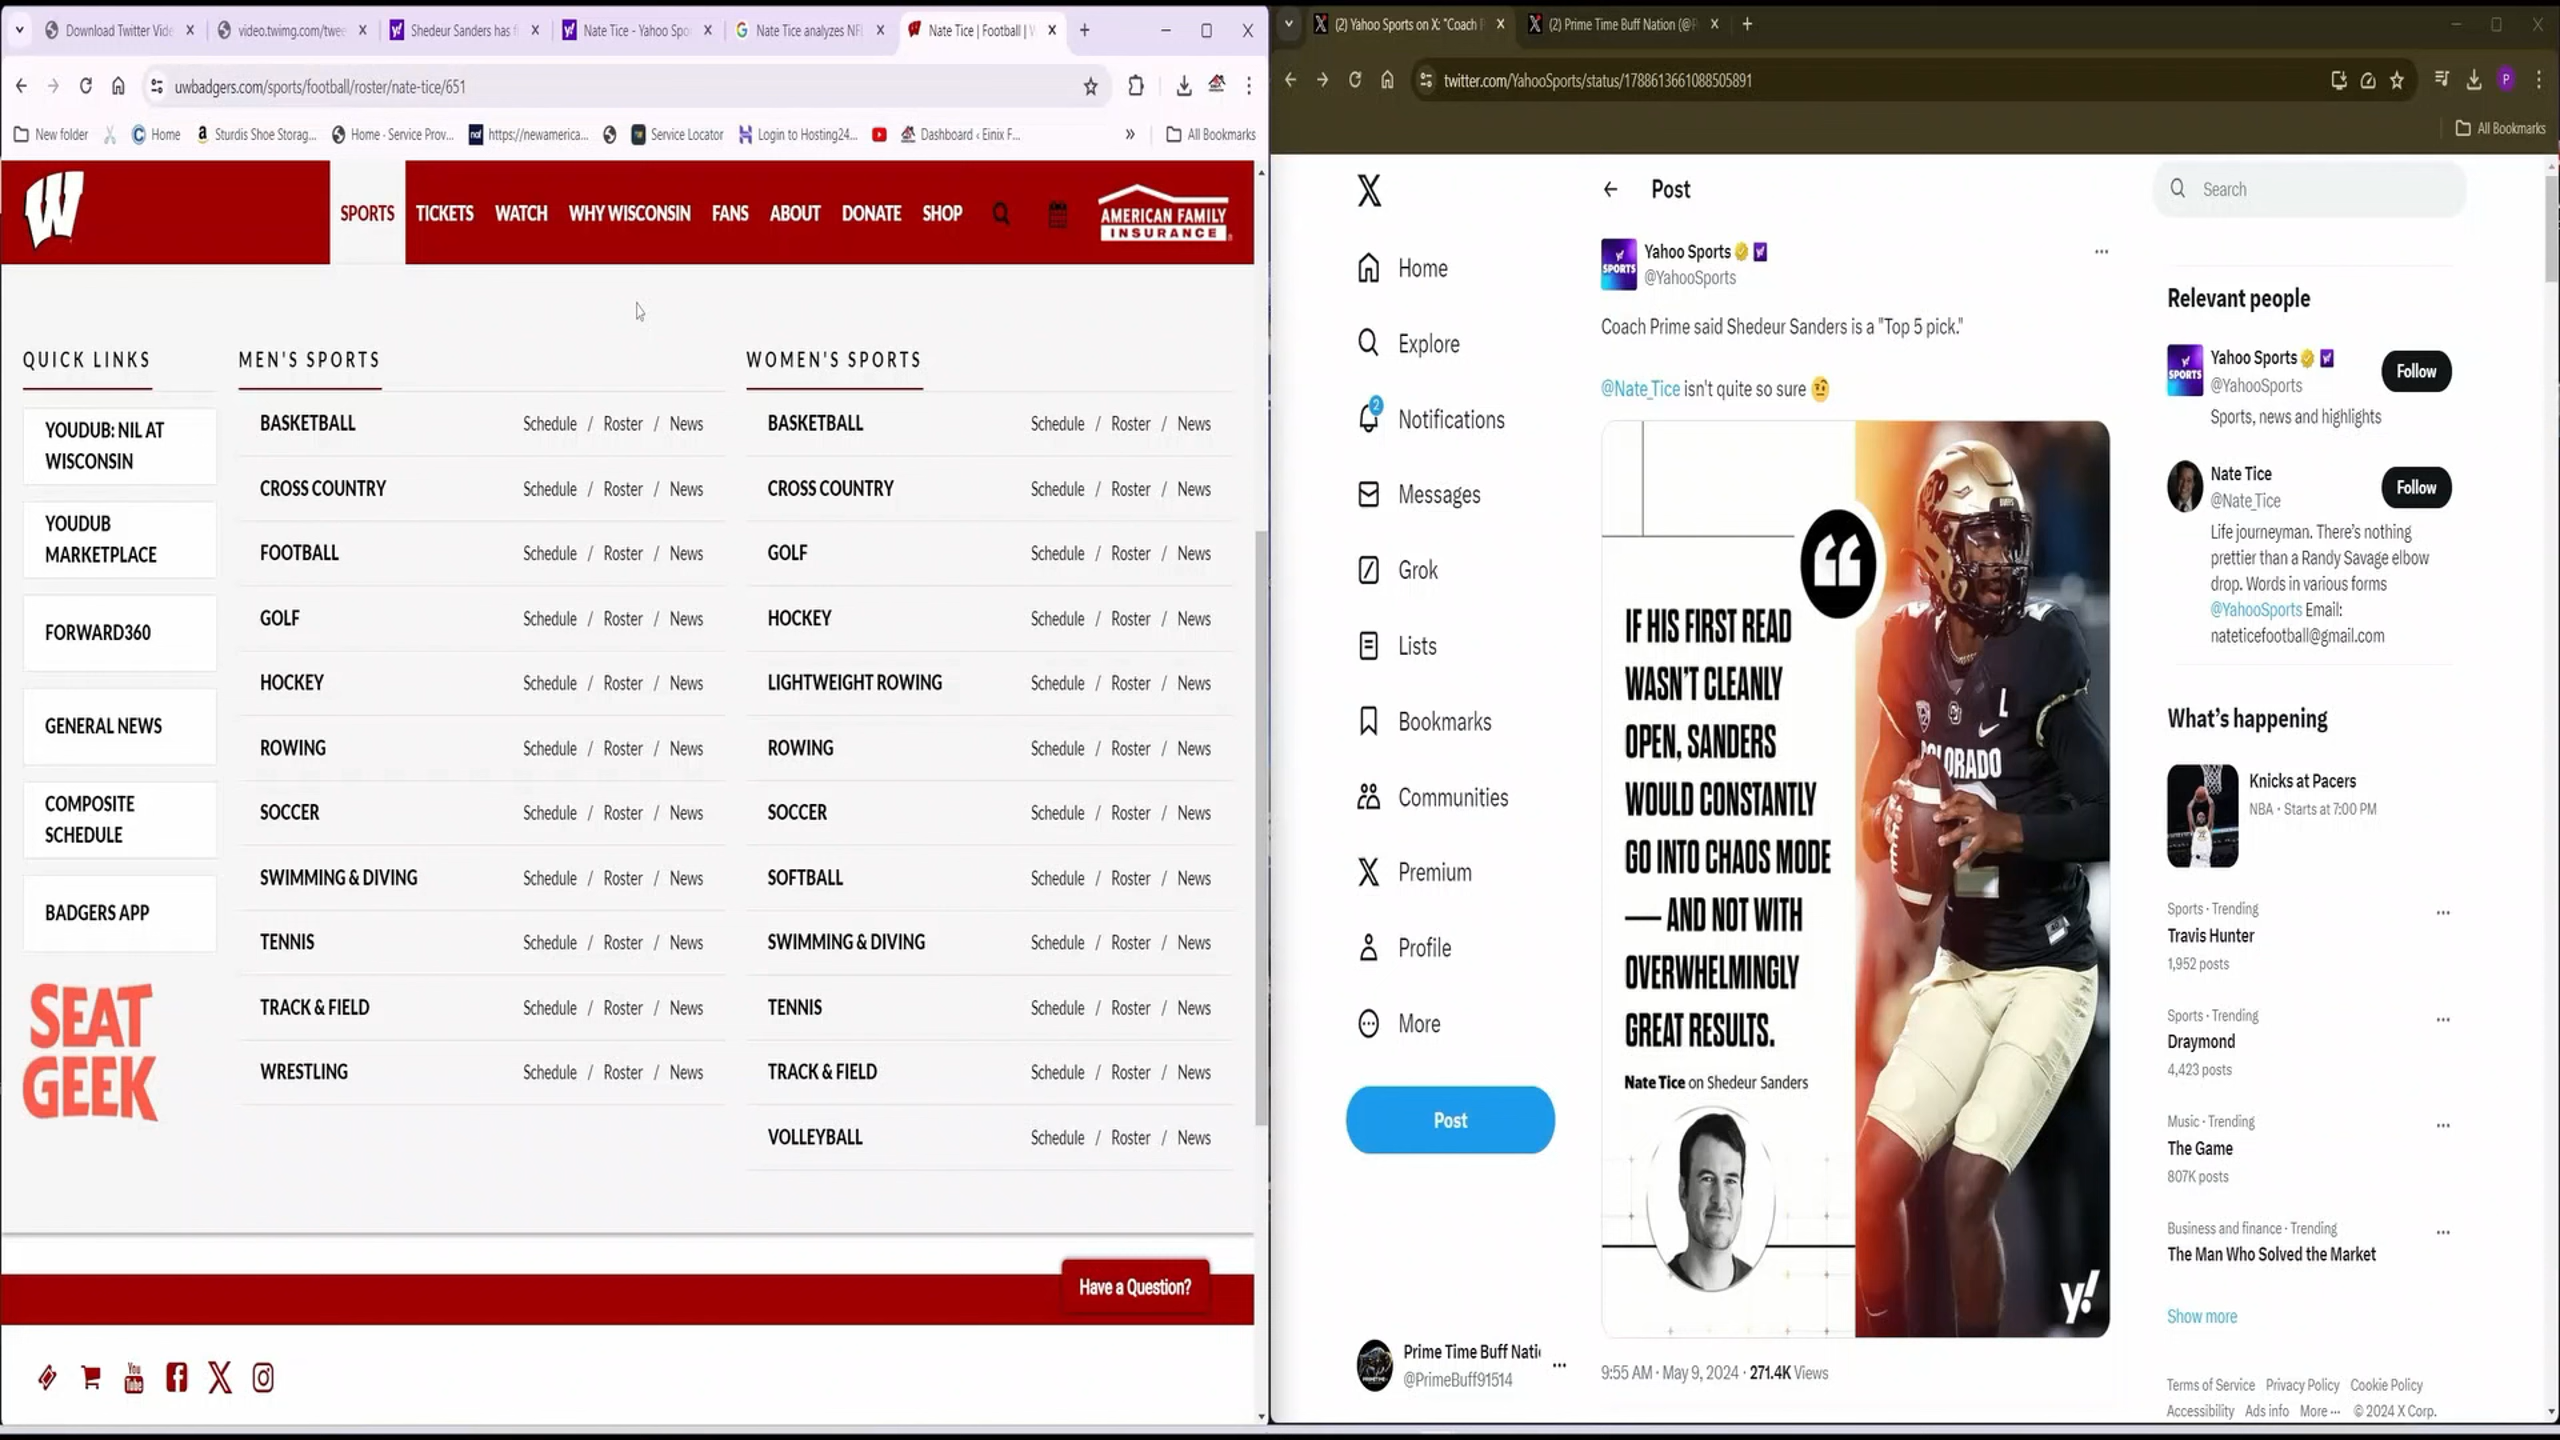 Download Twitter Vide
video.twimg.com/twee
Shedeur Sanders has f
Nate Tice - Yahoo Spo
Nate Tice analyzes NF
Nate Tice | Football |
uwbadgers.com/sports/football/roster/nate-tice/651
New folder
Home
Sturdis Shoe Storag...
Home - Service Prov...
https://newamerica...
Service Locator
Login to Hosting24...
Dashboard ‹ Einix F...
»
All Bookmarks
W
SPORTS
TICKETS
WATCH
WHY WISCONSIN
FANS
ABOUT
DONATE
SHOP
AMERICAN FAMILY
INSURANCE
QUICK LINKS
YOUDUB: NIL AT
WISCONSIN
YOUDUB
MARKETPLACE
FORWARD360
GENERAL NEWS
COMPOSITE
SCHEDULE
BADGERS APP
SEAT
GEEK
MEN'S SPORTS
BASKETBALL Schedule / Roster / News
CROSS COUNTRY Schedule / Roster / News
FOOTBALL Schedule / Roster / News
GOLF Schedule / Roster / News
HOCKEY Schedule / Roster / News
ROWING Schedule / Roster / News
SOCCER Schedule / Roster / News
SWIMMING & DIVING Schedule / Roster / News
TENNIS Schedule / Roster / News
TRACK & FIELD Schedule / Roster / News
WRESTLING Schedule / Roster / News
WOMEN'S SPORTS
BASKETBALL Schedule / Roster / News
CROSS COUNTRY Schedule / Roster / News
GOLF Schedule / Roster / News
HOCKEY Schedule / Roster / News
LIGHTWEIGHT ROWING Schedule / Roster / News
ROWING Schedule / Roster / News
SOCCER Schedule / Roster / News
SOFTBALL Schedule / Roster / News
SWIMMING & DIVING Schedule / Roster / News
TENNIS Schedule / Roster / News
TRACK & FIELD Schedule / Roster / News
VOLLEYBALL Schedule / Roster / News
Have a Question?
You
Tube
(2) Yahoo Sports on X: "Coach P
(2) Prime Time Buff Nation (@P
twitter.com/YahooSports/status/1788613661088505891
P
All Bookmarks
Home
Explore
2
Notifications
Messages
Grok
Lists
Bookmarks
Communities
Premium
Profile
More
Post
Prime Time Buff Nati
@PrimeBuff91514
Post
y!
SPORTS
Yahoo Sports
@YahooSports
Coach Prime said Shedeur Sanders is a "Top 5 pick."
@Nate_Tice isn't quite so sure 🤨
“
IF HIS FIRST READ
WASN'T CLEANLY
OPEN, SANDERS
WOULD CONSTANTLY
GO INTO CHAOS MODE
— AND NOT WITH
OVERWHELMINGLY
GREAT RESULTS.
Nate Tice on Shedeur Sanders
L
COLORADO
2
y!
9:55 AM · May 9, 2024 · 271.4K Views
Search
Relevant people
y!
SPORTS
Yahoo Sports
@YahooSports
Follow
Sports, news and highlights
Nate Tice
@Nate_Tice
Follow
Life journeyman. There's nothing
prettier than a Randy Savage elbow
drop. Words in various forms
@YahooSports Email:
nateticefootball@gmail.com
What's happening
Knicks at Pacers
NBA · Starts at 7:00 PM
Sports · Trending
Travis Hunter
1,952 posts
Sports · Trending
Draymond
4,423 posts
Music · Trending
The Game
807K posts
Business and finance · Trending
The Man Who Solved the Market
Show more
Terms of Service Privacy Policy Cookie Policy
Accessibility Ads info More ··· © 2024 X Corp.